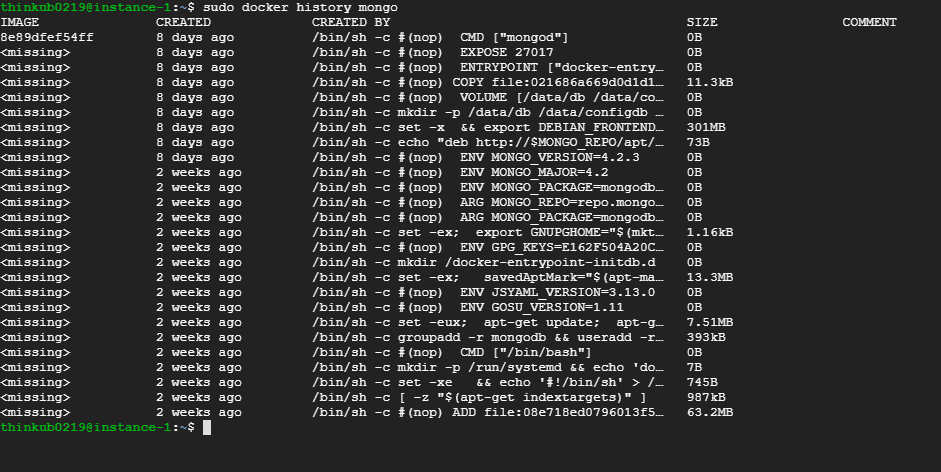 thinkub0219@instance-1:~$ sudo docker history mongo
IMAGE CREATED CREATED BY SIZE COMMENT
8e89dfef54ff 8 days ago /bin/sh -c #(nop) CMD ["mongod"] 0B
<missing> 8 days ago /bin/sh -c #(nop) EXPOSE 27017 0B
<missing> 8 days ago /bin/sh -c #(nop) ENTRYPOINT ["docker-entry… 0B
<missing> 8 days ago /bin/sh -c #(nop) COPY file:021686a669d0d1d1… 11.3kB
<missing> 8 days ago /bin/sh -c #(nop) VOLUME [/data/db /data/co… 0B
<missing> 8 days ago /bin/sh -c mkdir -p /data/db /data/configdb … 0B
<missing> 8 days ago /bin/sh -c set -x && export DEBIAN_FRONTEND… 301MB
<missing> 8 days ago /bin/sh -c echo "deb http://$MONGO_REPO/apt/… 73B
<missing> 8 days ago /bin/sh -c #(nop) ENV MONGO_VERSION=4.2.3 0B
<missing> 2 weeks ago /bin/sh -c #(nop) ENV MONGO_MAJOR=4.2 0B
<missing> 2 weeks ago /bin/sh -c #(nop) ENV MONGO_PACKAGE=mongodb… 0B
<missing> 2 weeks ago /bin/sh -c #(nop) ARG MONGO_REPO=repo.mongo… 0B
<missing> 2 weeks ago /bin/sh -c #(nop) ARG MONGO_PACKAGE=mongodb… 0B
<missing> 2 weeks ago /bin/sh -c set -ex; export GNUPGHOME="$(mkt… 1.16kB
<missing> 2 weeks ago /bin/sh -c #(nop) ENV GPG_KEYS=E162F504A20C… 0B
<missing> 2 weeks ago /bin/sh -c mkdir /docker-entrypoint-initdb.d 0B
<missing> 2 weeks ago /bin/sh -c set -ex; savedAptMark="$(apt-ma… 13.3MB
<missing> 2 weeks ago /bin/sh -c #(nop) ENV JSYAML_VERSION=3.13.0 0B
<missing> 2 weeks ago /bin/sh -c #(nop) ENV GOSU_VERSION=1.11 0B
<missing> 2 weeks ago /bin/sh -c set -eux; apt-get update; apt-g… 7.51MB
<missing> 2 weeks ago /bin/sh -c groupadd -r mongodb && useradd -r… 393kB
<missing> 2 weeks ago /bin/sh -c #(nop) CMD ["/bin/bash"] 0B
<missing> 2 weeks ago /bin/sh -c mkdir -p /run/systemd && echo 'do… 7B
<missing> 2 weeks ago /bin/sh -c set -xe && echo '#!/bin/sh' > /… 745B
<missing> 2 weeks ago /bin/sh -c [ -z "$(apt-get indextargets)" ] 987kB
<missing> 2 weeks ago /bin/sh -c #(nop) ADD file:08e718ed0796013f5… 63.2MB
thinkub0219@instance-1:~$